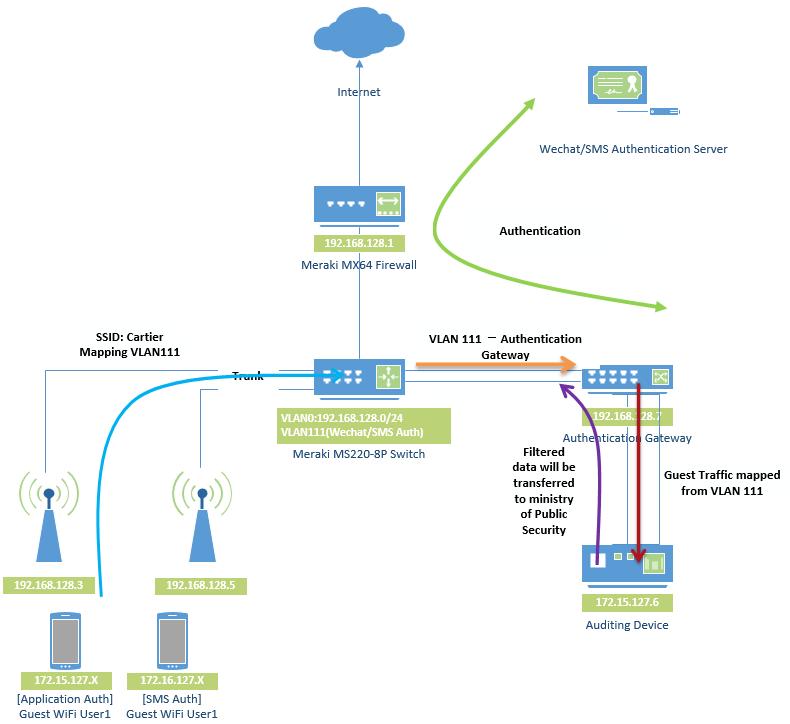 Internet
Wechat/SMS Authentication Server
192.168.128.1
Meraki MX64 Firewall
Authentication
SSID: Cartier
Mapping VLAN111
Trunk
VLAN 111 – Authentication
Gateway
VLAN0:192.168.128.0/24
VLAN111(Wechat/SMS Auth)
Meraki MS220-8P Switch
192.168.128.7
Authentication Gateway
Filtered
data will be
transferred
to ministry
of Public
Security
Guest Traffic mapped
from VLAN 111
192.168.128.3
192.168.128.5
172.15.127.6
Auditing Device
172.15.127.X
[Application Auth]
Guest WiFi User1
172.16.127.X
[SMS Auth]
Guest WiFi User1